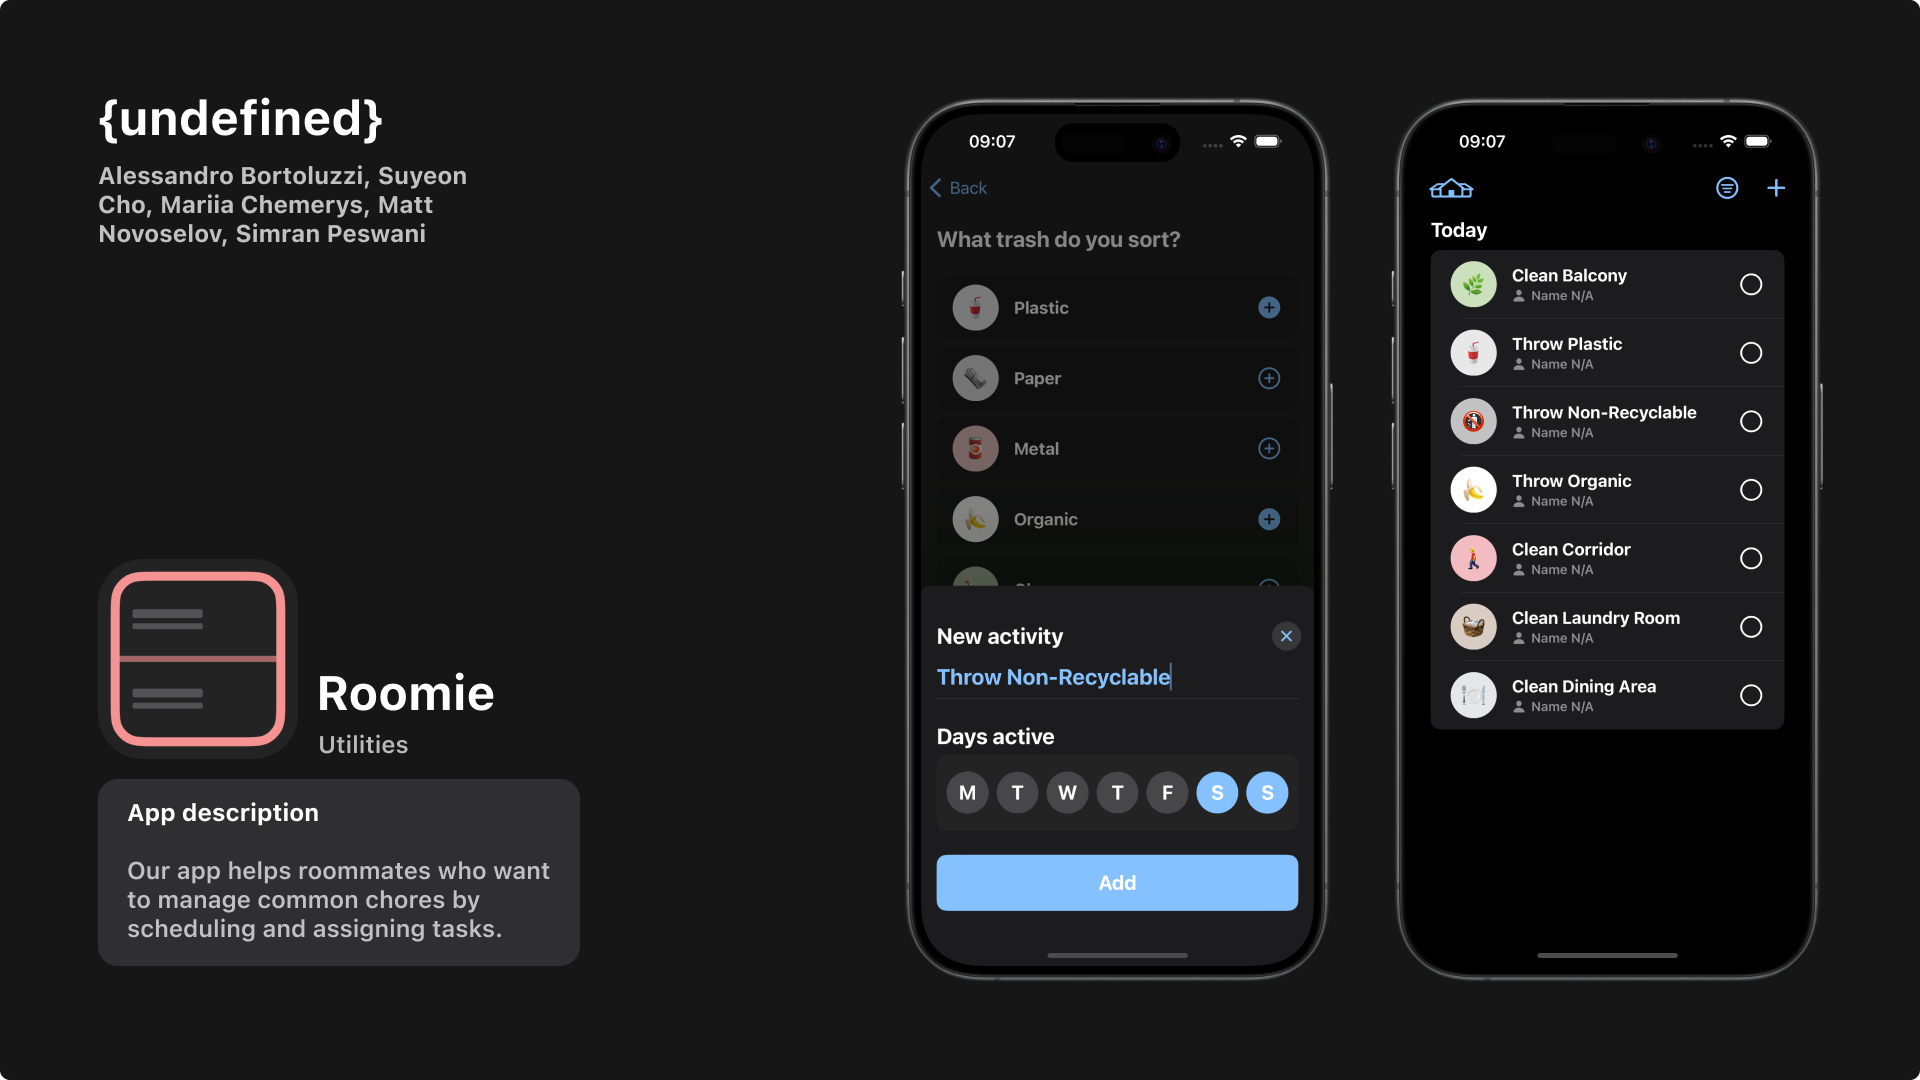 {undefined}
Alessandro Bortoluzzi, Suyeon
Cho, Mariia Chemerys, Matt
Novoselov, Simran Peswani
Roomie
Utilities
App description
Our app helps roommates who want
to manage common chores by
scheduling and assigning tasks.
09:07
Back
What trash do you sort?
Plastic
Paper
Metal
Organic
New activity
Throw Non-Recyclable
Days active
M T W T F S S
Add
09:07
Today
Clean Balcony
Name N/A
Throw Plastic
Name N/A
Throw Non-Recyclable
Name N/A
Throw Organic
Name N/A
Clean Corridor
Name N/A
Clean Laundry Room
Name N/A
Clean Dining Area
Name N/A